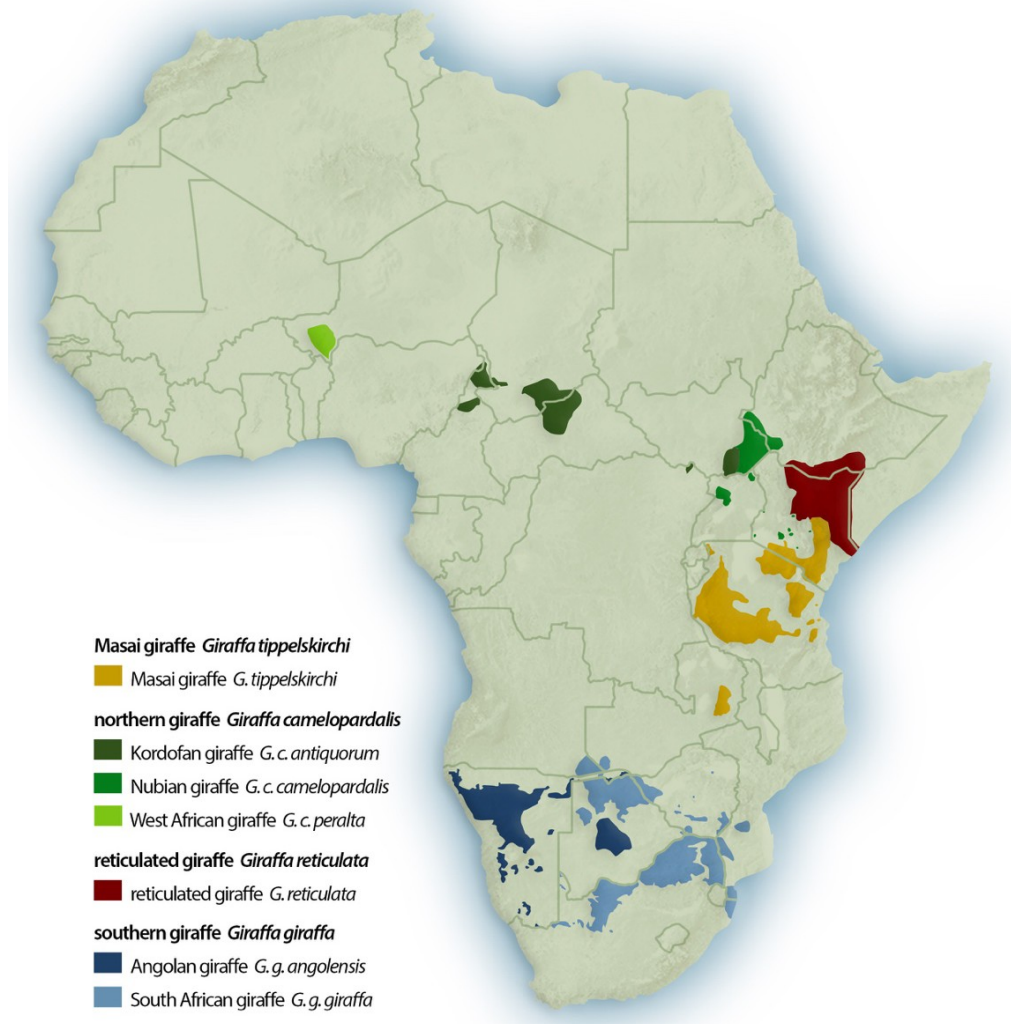 Masai giraffe Giraffa tippelskirchi
Masai giraffe G. tippelskirchi
northern giraffe Giraffa camelopardalis
Kordofan giraffe G. c. antiquorum
Nubian giraffe G. c. camelopardalis
West African giraffe G. c. peralta
reticulated giraffe Giraffa reticulata
reticulated giraffe G. reticulata
southern giraffe Giraffa giraffa
Angolan giraffe G. g. angolensis
South African giraffe G. g. giraffa